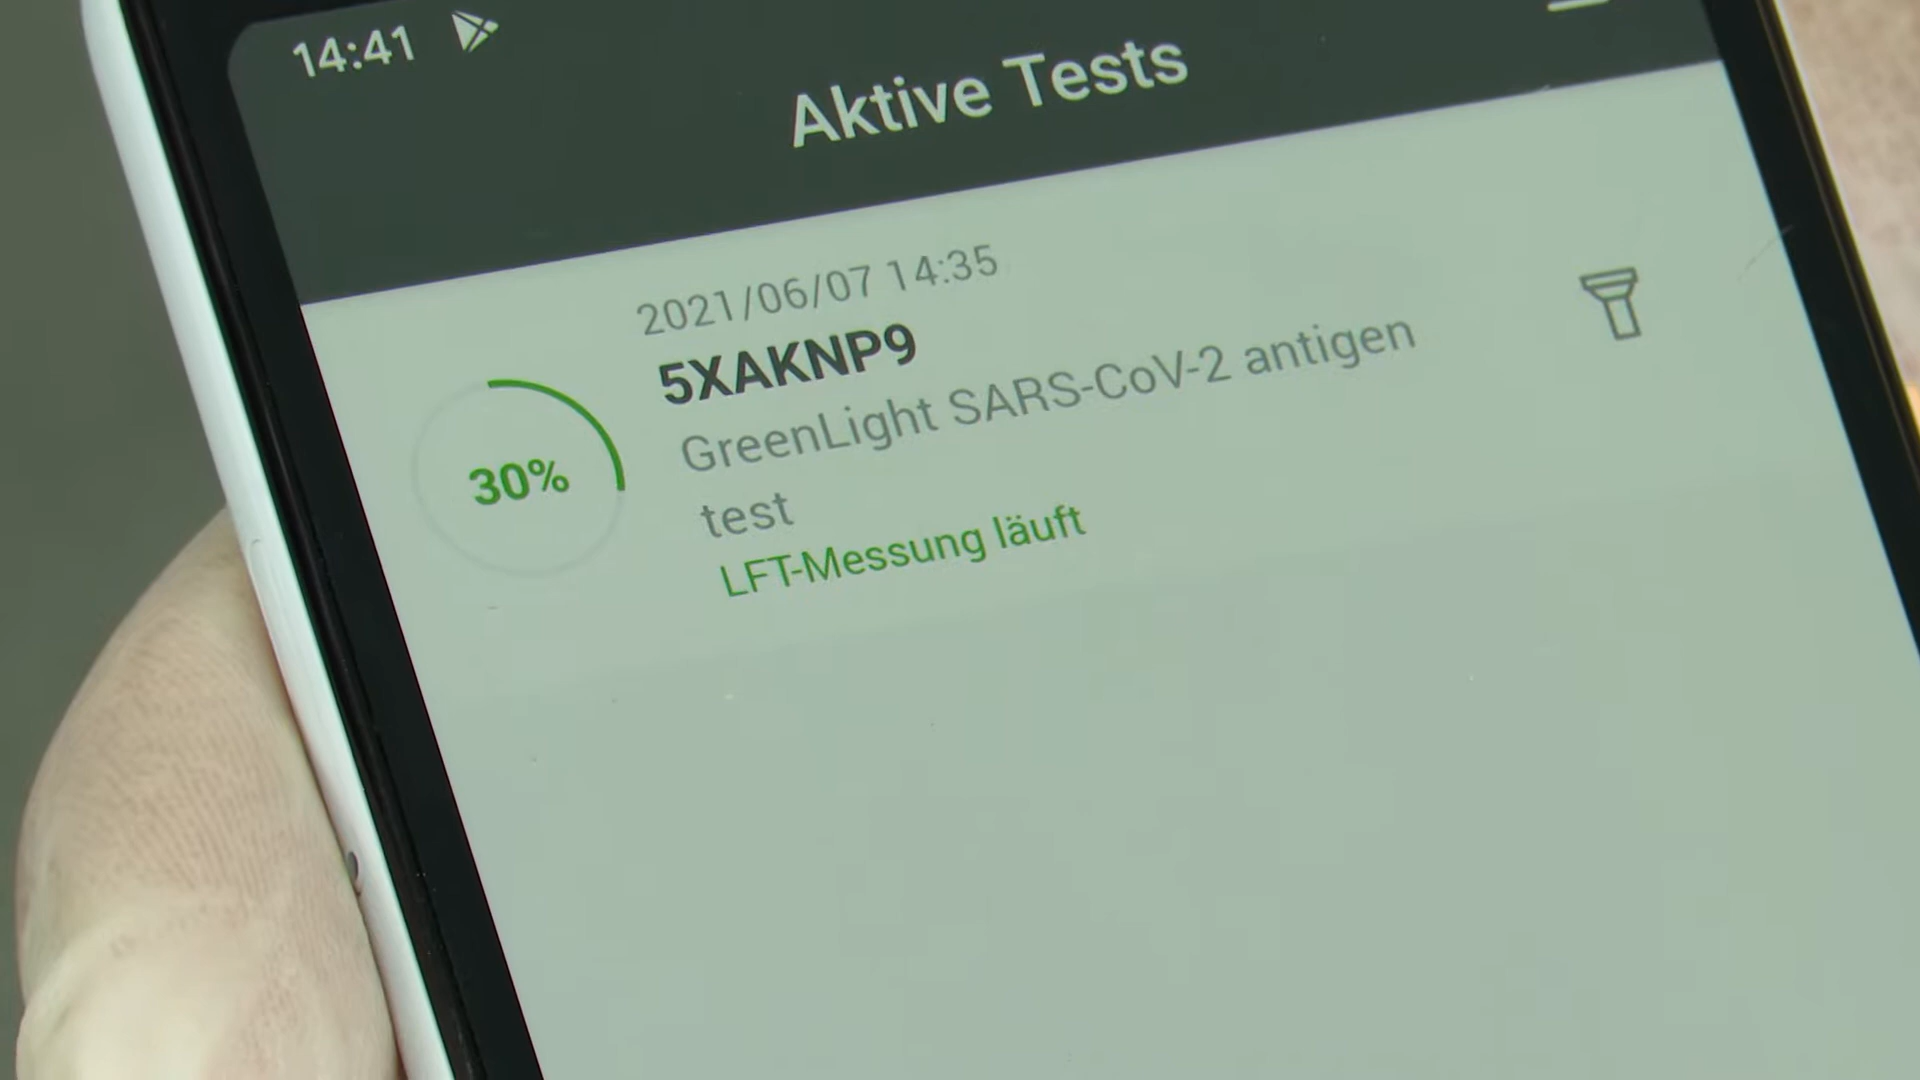 14:41
Aktive Tests
2021/06/07 14:35
5XAKNP9
GreenLight SARS-CoV-2 antigen
test
30%
LFT-Messung läuft